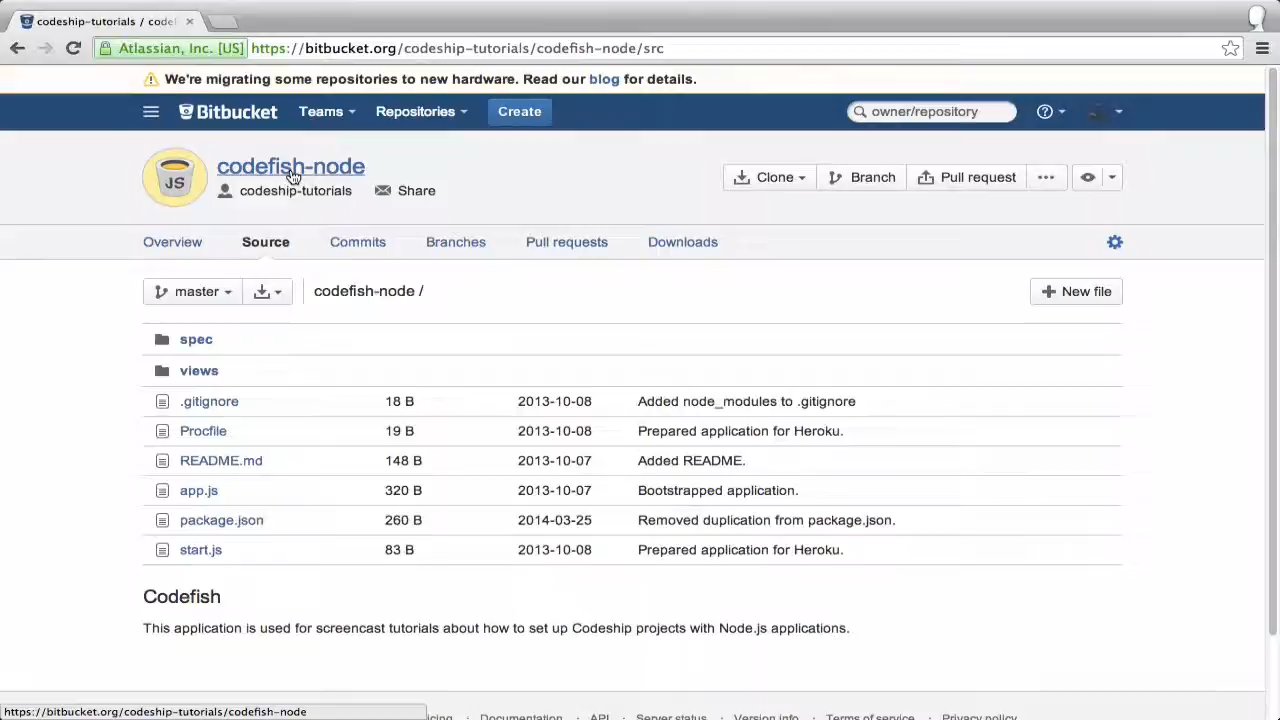 codeship-tutorials / codef
Atlassian, Inc. [US] https://bitbucket.org/codeship-tutorials/codefish-node/src
We're migrating some repositories to new hardware. Read our blog for details.
Bitbucket Teams Repositories Create owner/repository
JS
codefish-node
codeship-tutorials Share
Clone Branch Pull request
Overview Source Commits Branches Pull requests Downloads
master codefish-node / New file
spec
views
.gitignore 18 B 2013-10-08 Added node_modules to .gitignore
Procfile 19 B 2013-10-08 Prepared application for Heroku.
README.md 148 B 2013-10-07 Added README.
app.js 320 B 2013-10-07 Bootstrapped application.
package.json 260 B 2014-03-25 Removed duplication from package.json.
start.js 83 B 2013-10-08 Prepared application for Heroku.
Codefish
This application is used for screencast tutorials about how to set up Codeship projects with Node.js applications.
https://bitbucket.org/codeship-tutorials/codefish-node
· Documentation · API · Server status · Version info · Terms of service · Privacy policy